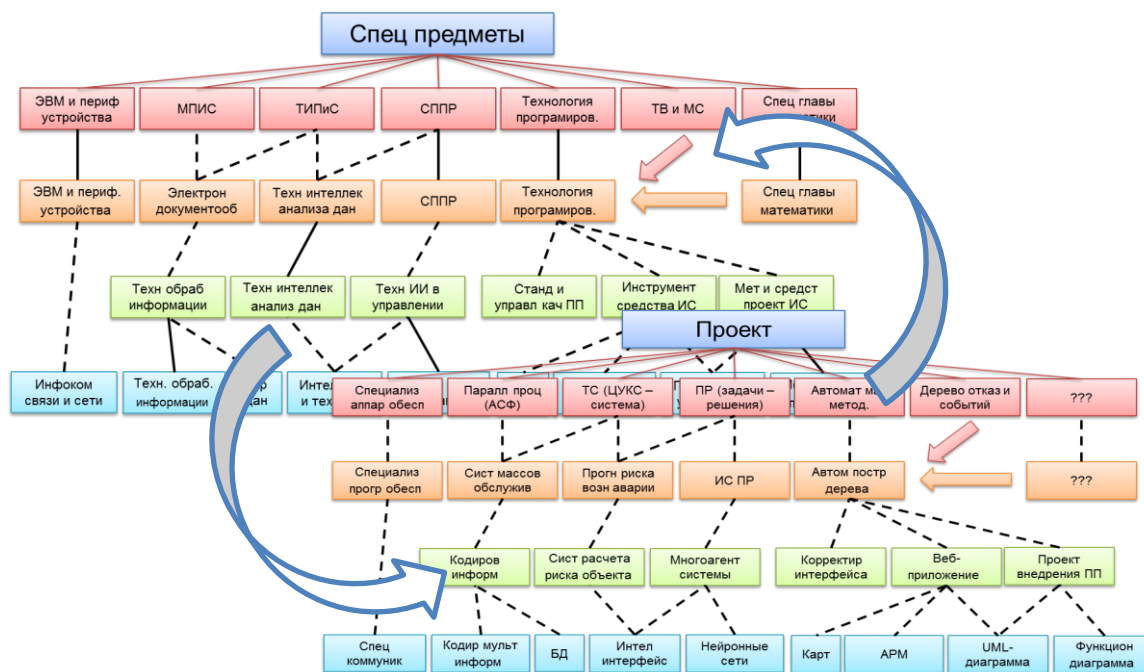 Спец предметы
ЭВМ и периф
устройства
МПИС
ТИПиС
СППР
Технология
програмиров.
ТВ и МС
Спец главы
ЭВМ и периф.
устройства
Электрон
документооб
Техн интеллек
анализа дан
СППР
Технология
програмиров.
Спец главы
математики
Техн обраб
информации
Техн интеллек
анализ дан
Техн ИИ в
управлении
Станд и
управл кач ПП
Инструмент
средства ИС
Мет и средст
проект ИС
Проект
Инфоком
связи и сети
Техн. обраб.
информации
дан
Интел
и тех
Специализ
аппар обесп
Паралл проц
(АСФ)
ТС (ЦУКС –
система)
ПР (задачи –
решения)
Автомат
метод.
Дерево отказ и
событий
???
Специализ
прогр обесп
Сист массов
обслужив
Прогн риска
возн аварии
ИС ПР
Автом постр
дерева
???
Кодиров
информ
Сист расчета
риска объекта
Многоагент
системы
Корректир
интерфейса
Веб-
приложение
Проект
внедрения ПП
Спец
коммуник
Кодир мульт
информ
БД
Интел
интерфейс
Нейронные
сети
Карт
АРМ
UML-
диаграмма
Функцион
диаграмма